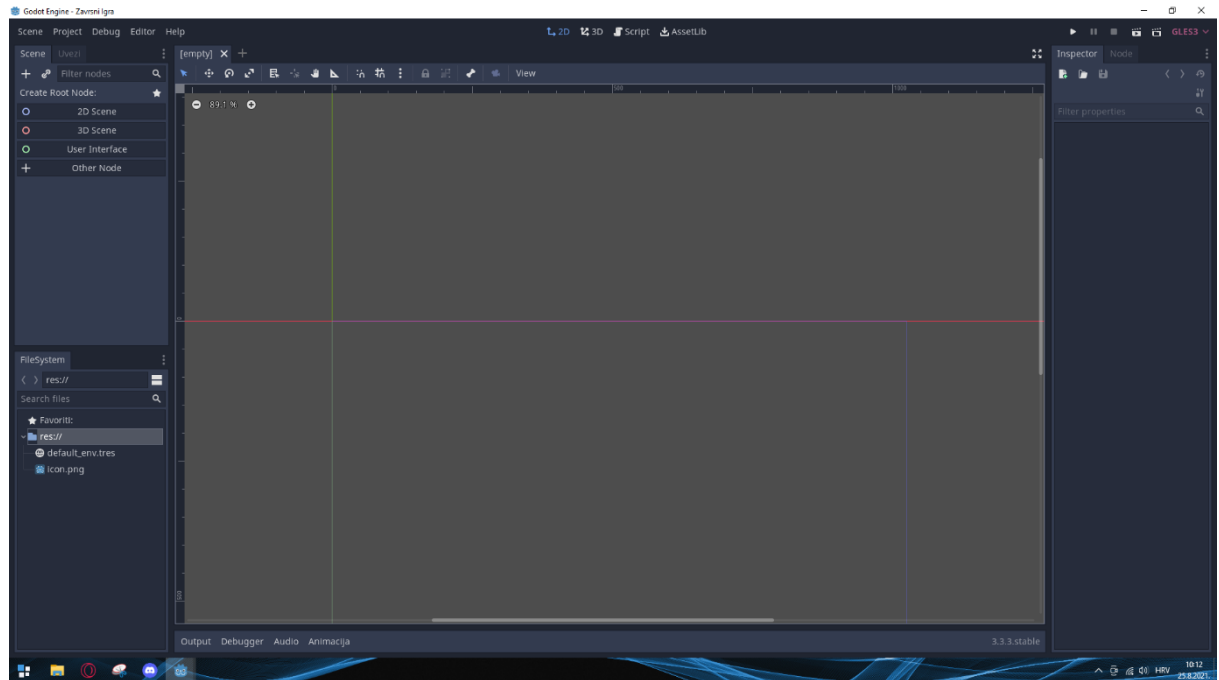 Godot Engine - Zavrsni Igra
Scene Project Debug Editor Help
2D 3D Script AssetLib
GLES3
Scene Uvezi
[empty]
Inspector Node
Filter nodes
View
Create Root Node:
0 500 1000
89.1 %
2D Scene
Filter properties
3D Scene
User Interface
Other Node
0
FileSystem
res://
Search files
Favoriti:
res://
default_env.tres
icon.png
500
Output Debugger Audio Animacija
3.3.3.stable
HRV
10:12
25.8.2021.